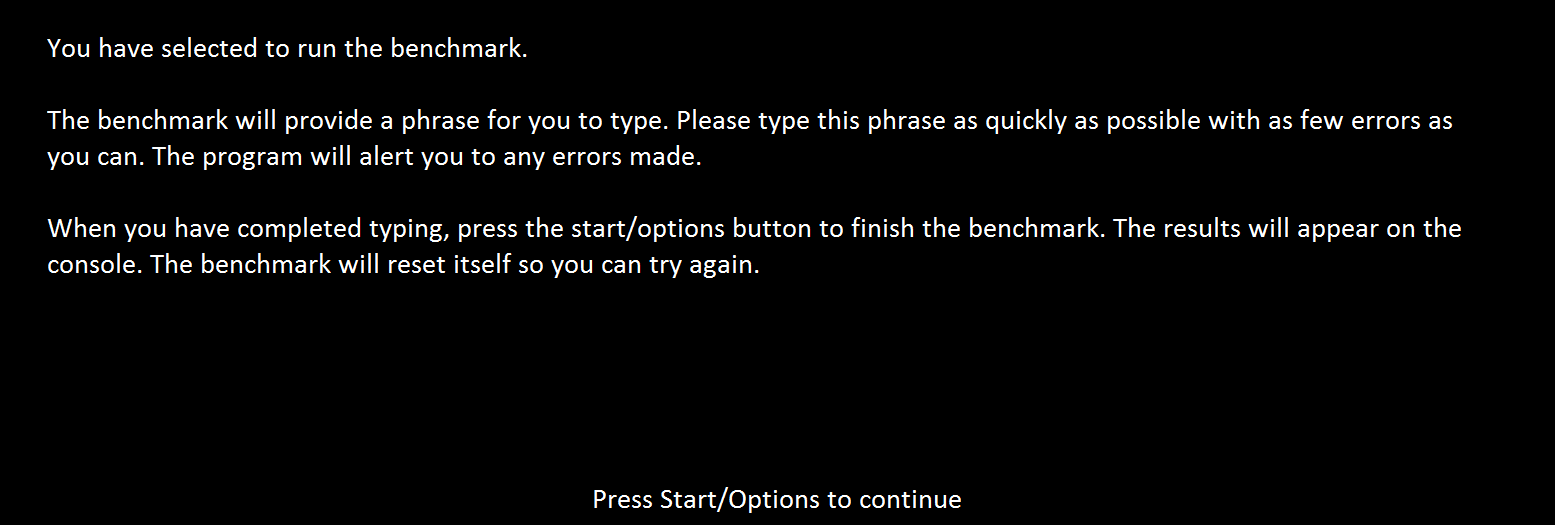 You have selected to run the benchmark.
The benchmark will provide a phrase for you to type. Please type this phrase as quickly as possible with as few errors as
you can. The program will alert you to any errors made.
When you have completed typing, press the start/options button to finish the benchmark. The results will appear on the
console. The benchmark will reset itself so you can try again.
Press Start/Options to continue